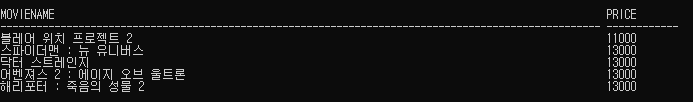 MOVIENAME PRICE
블레어 위치 프로젝트 2 11000
스파이더맨 : 뉴 유니버스 13000
닥터 스트레인지 13000
어벤져스 2 : 에이지 오브 울트론 13000
해리포터 : 죽음의 성물 2 13000